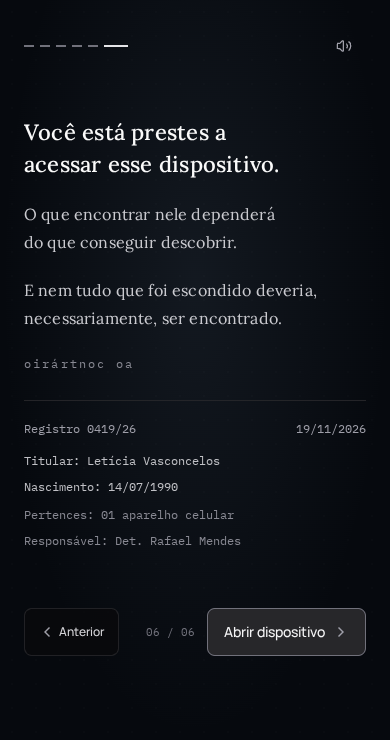 Você está prestes a
acessar esse dispositivo.
O que encontrar nele dependerá
do que conseguir descobrir.
E nem tudo que foi escondido deveria,
necessariamente, ser encontrado.
oirártnoc oa
Registro 0419/26 19/11/2026
Titular: Letícia Vasconcelos
Nascimento: 14/07/1990
Pertences: 01 aparelho celular
Responsável: Det. Rafael Mendes
Anterior 06 / 06 Abrir dispositivo